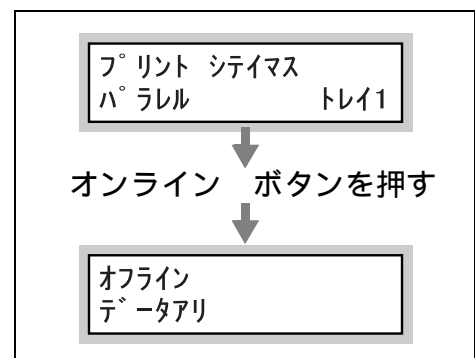 プリント シテイマス
パラレル トレイ1
オンライン ボタンを押す
オフライン
データアリ